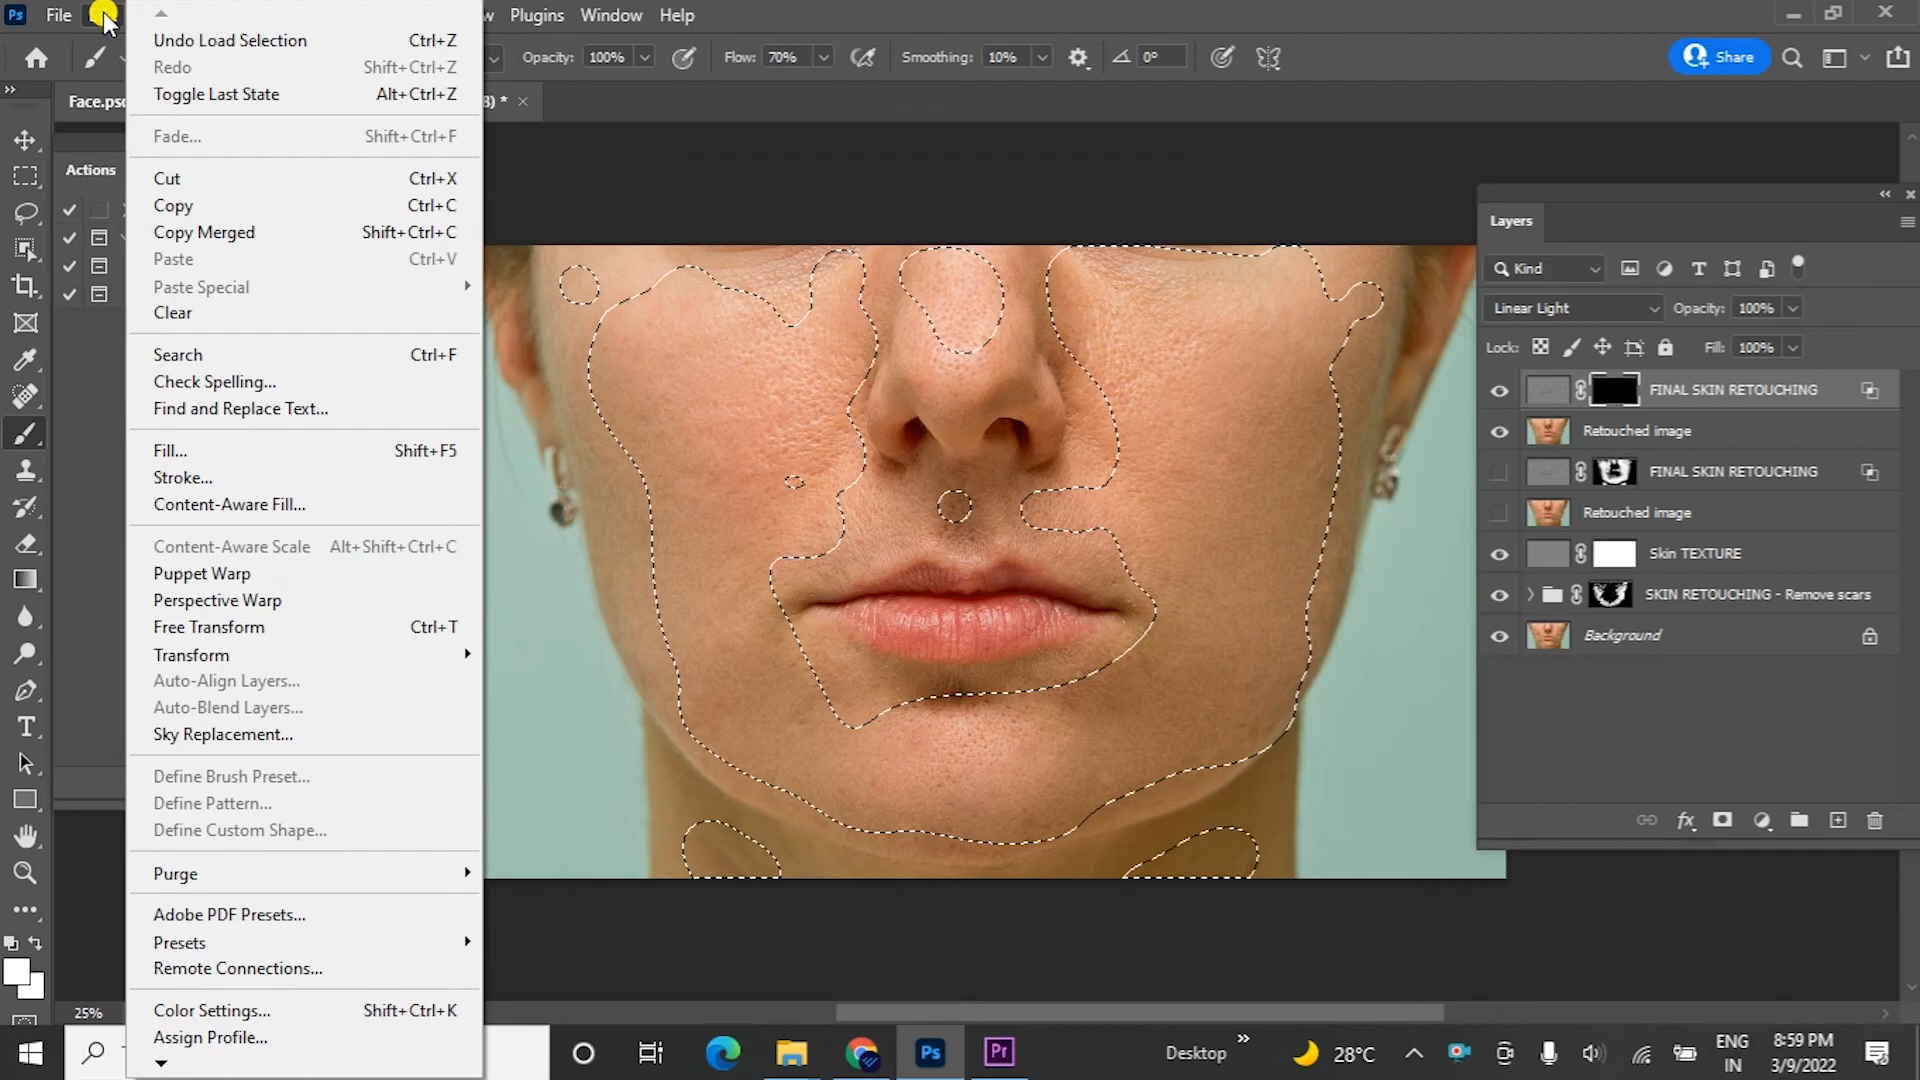 Ps File w Plugins Window Help
Opacity: 100% Flow: 70% Smoothing: 10% 0° Share
Face.psd 3) *
Actions
Undo Load Selection Ctrl+Z
Redo Shift+Ctrl+Z
Toggle Last State Alt+Ctrl+Z
Fade... Shift+Ctrl+F
Cut Ctrl+X
Copy Ctrl+C
Copy Merged Shift+Ctrl+C
Paste Ctrl+V
Paste Special
Clear
Search Ctrl+F
Check Spelling...
Find and Replace Text...
Fill... Shift+F5
Stroke...
Content-Aware Fill...
Content-Aware Scale Alt+Shift+Ctrl+C
Puppet Warp
Perspective Warp
Free Transform Ctrl+T
Transform
Auto-Align Layers...
Auto-Blend Layers...
Sky Replacement...
Define Brush Preset...
Define Pattern...
Define Custom Shape...
Purge
Adobe PDF Presets...
Presets
Remote Connections...
Color Settings... Shift+Ctrl+K
Assign Profile...
Layers
Kind
Linear Light Opacity: 100%
Lock: Fill: 100%
FINAL SKIN RETOUCHING
Retouched image
FINAL SKIN RETOUCHING
Retouched image
Skin TEXTURE
SKIN RETOUCHING - Remove scars
Background
fx
25%
Ps Pr Desktop 28°C ENG IN 8:59 PM 3/9/2022